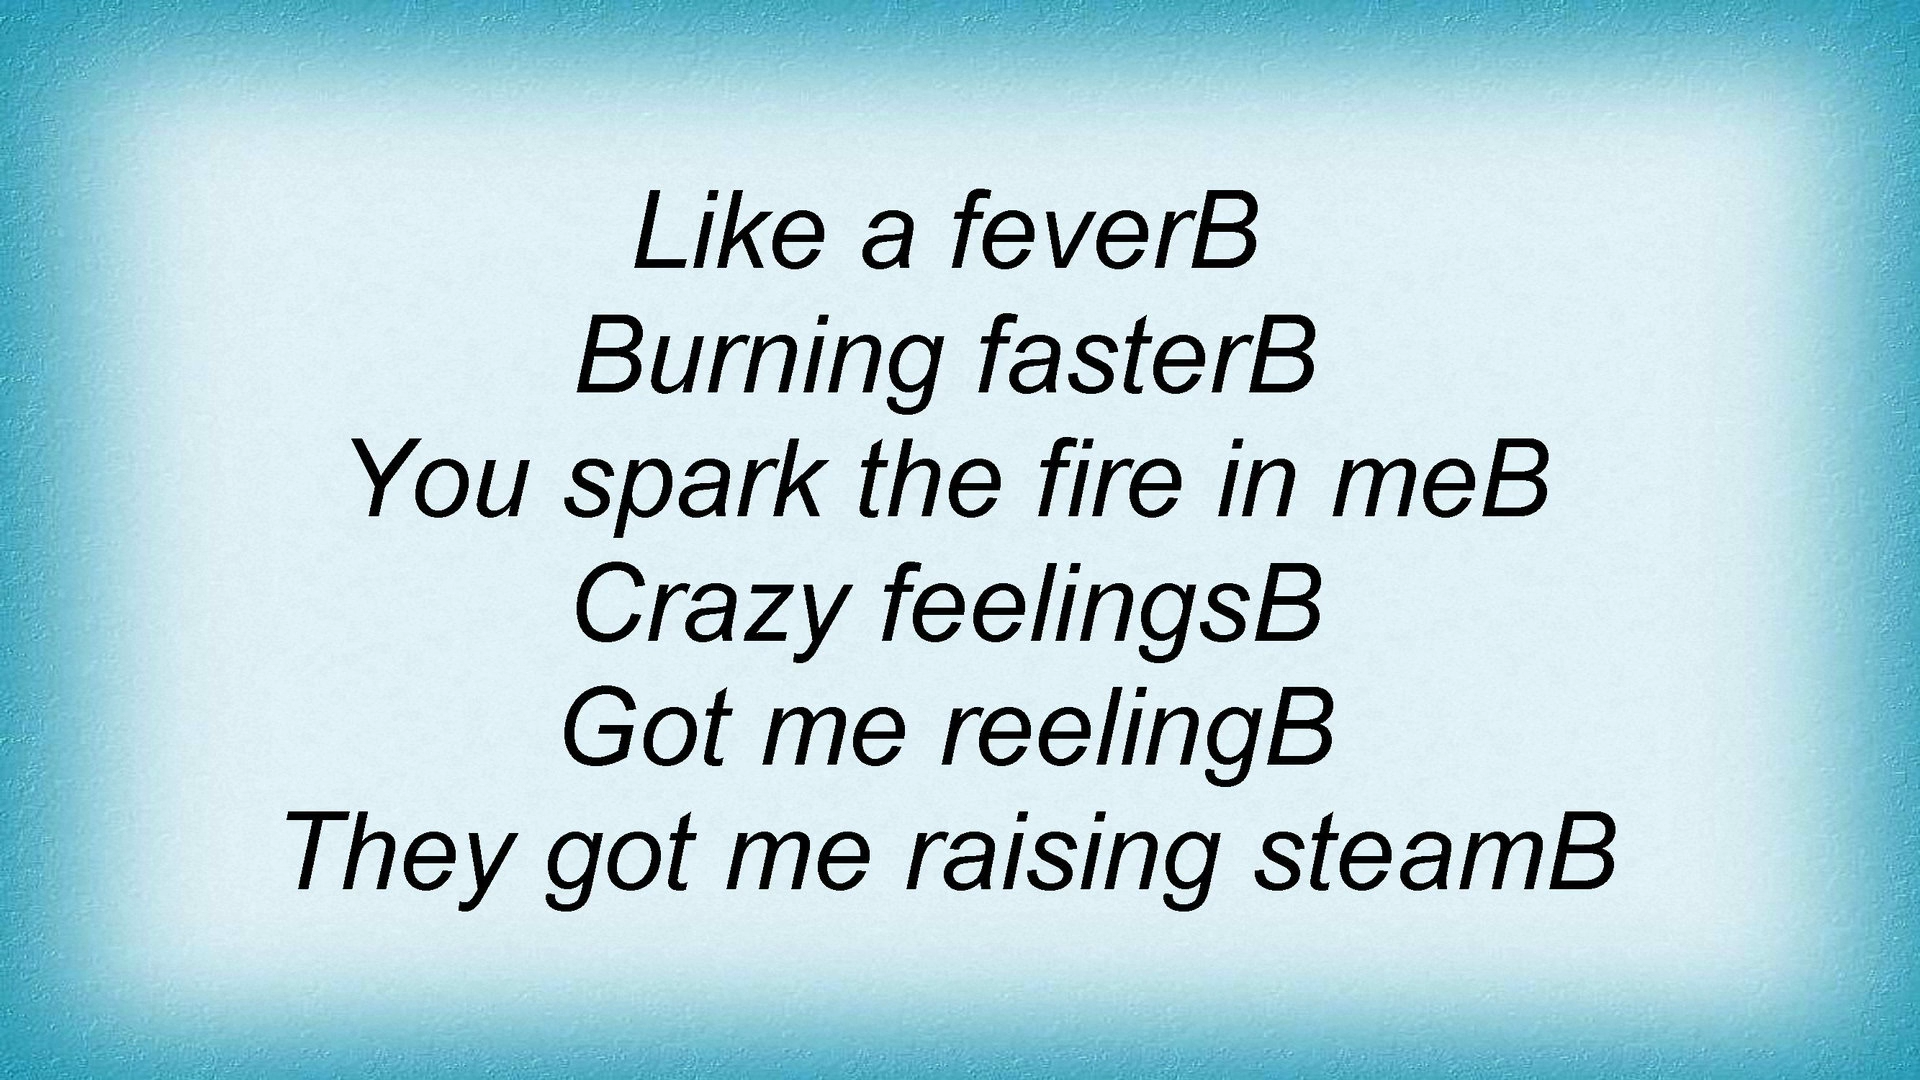 Like a feverB
Burning fasterB
You spark the fire in meB
Crazy feelingsB
Got me reelingB
They got me raising steamB